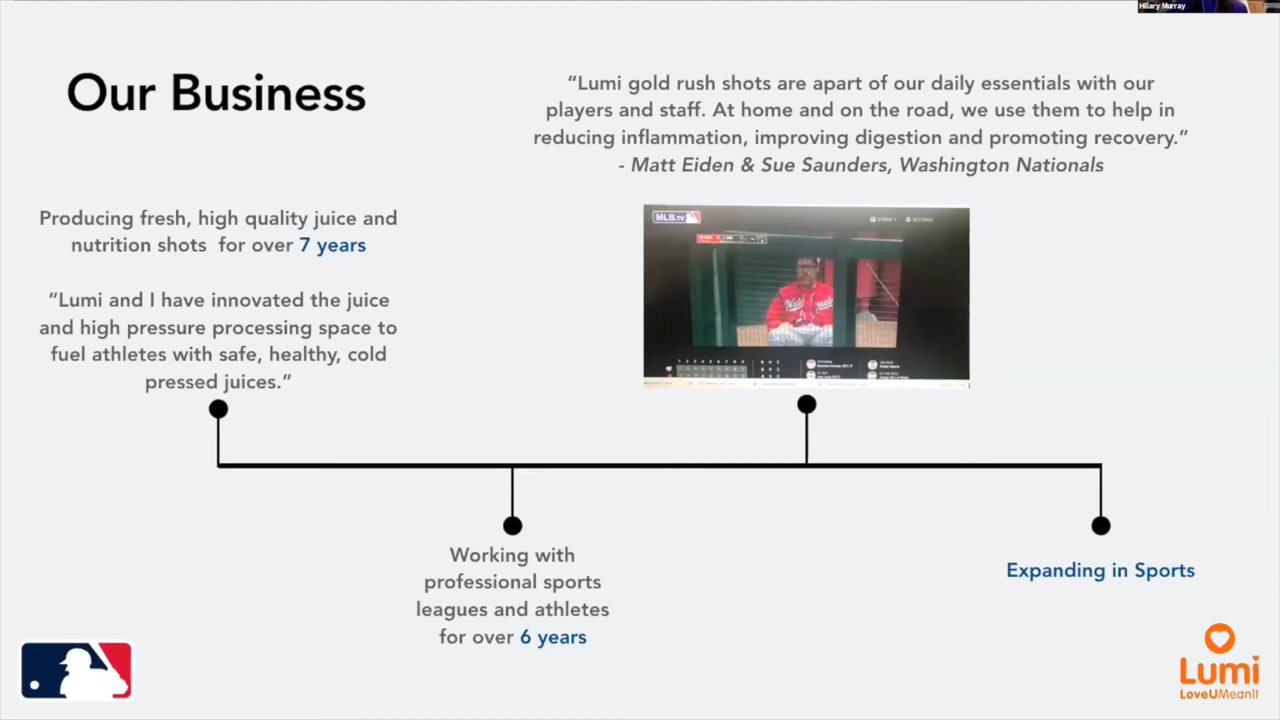 Hilary Murray
Our Business
“Lumi gold rush shots are apart of our daily essentials with our
players and staff. At home and on the road, we use them to help in
reducing inflammation, improving digestion and promoting recovery.”
- Matt Eiden & Sue Saunders, Washington Nationals
Producing fresh, high quality juice and
nutrition shots for over 7 years
“Lumi and I have innovated the juice
and high pressure processing space to
fuel athletes with safe, healthy, cold
pressed juices.”
MLB.TV
Working with
professional sports
leagues and athletes
for over 6 years
Expanding in Sports
Lumi
LoveUMeanIt